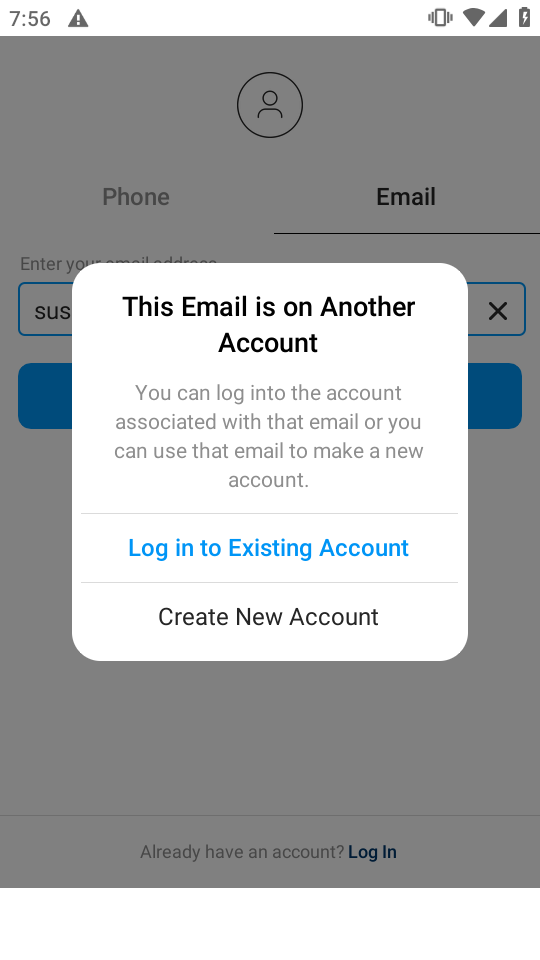 7:56
Phone
Email
Enter your email address
sus
This Email is on Another
Account
You can log into the account
associated with that email or you
can use that email to make a new
account.
Log in to Existing Account
Create New Account
Already have an account? Log In